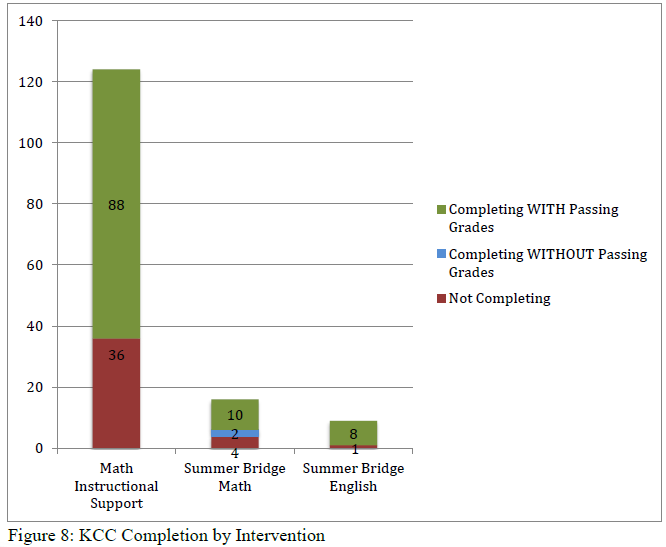 140
120
100
80
60
40
20
0
88
36
10
2
4
8
1
Math
Instructional
Support
Summer Bridge
Math
Summer Bridge
English
Completing WITH Passing
Grades
Completing WITHOUT Passing
Grades
Not Completing
Figure 8: KCC Completion by Intervention